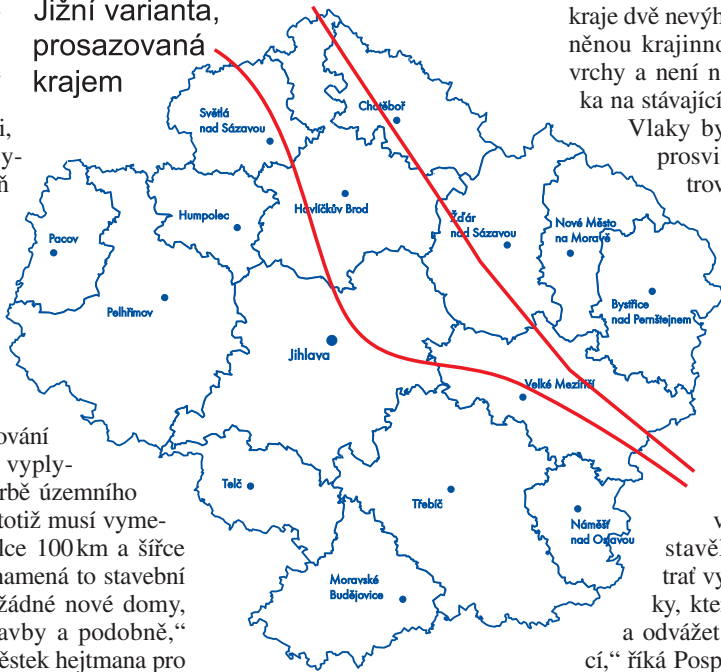 Jižní varianta,
prosazovaná
krajem
kraje dvě nevýh
něnou krajinno
vrchy a není n
ka na stávající
Vlaky by
prosvi
trov
i,
y-
ň
Světlá
nad Sázavou
Chotěboř
Humpolec
Havlíčkův Brod
Žďár
nad Sázavou
Nové Město
na Moravě
Pacov
Pelhřimov
Bystřice
nad Pernštejnem
Jihlava
Velké Meziříčí
Telč
Třebíč
Náměšť
nad Oslavou
Moravské
Budějovice
ování
vyply-
rbě územního
totiž musí vyme-
lce 100 km a šířce
namená to stavební
žádné nové domy,
avby a podobně,“
ěstek hejtmana pro
v
stavěl
trať vy
ky, kte
a odvážet
cí,“ říká Posp